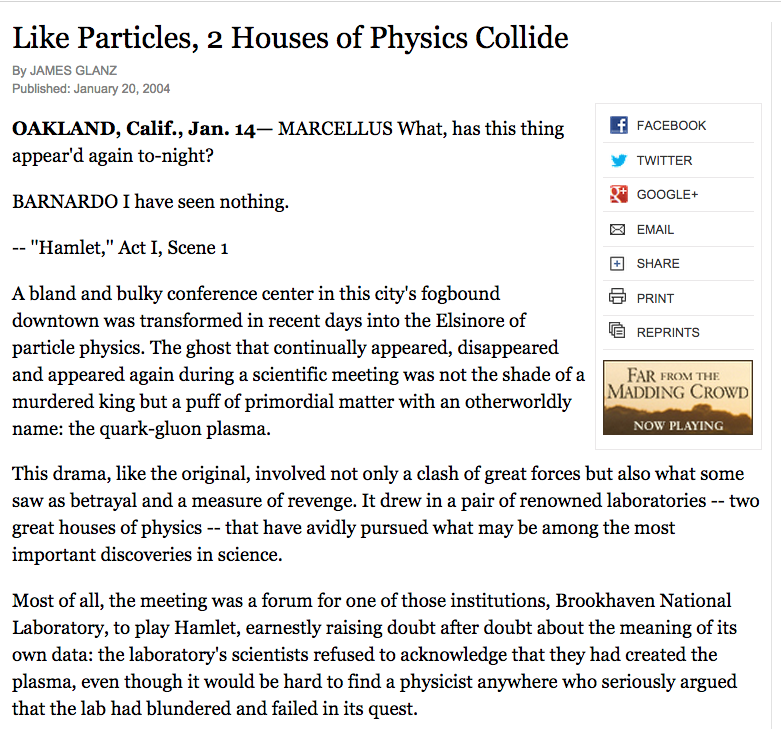 Like Particles, 2 Houses of Physics Collide
By JAMES GLANZ
Published: January 20, 2004
OAKLAND, Calif., Jan. 14— MARCELLUS What, has this thing
appear'd again to-night?
BARNARDO I have seen nothing.
-- "Hamlet," Act I, Scene 1
A bland and bulky conference center in this city's fogbound
downtown was transformed in recent days into the Elsinore of
particle physics. The ghost that continually appeared, disappeared
and appeared again during a scientific meeting was not the shade of a
murdered king but a puff of primordial matter with an otherworldly
name: the quark-gluon plasma.
FACEBOOK
TWITTER
GOOGLE+
EMAIL
SHARE
PRINT
REPRINTS
FAR FROM THE
MADDING CROWD
NOW PLAYING
This drama, like the original, involved not only a clash of great forces but also what some
saw as betrayal and a measure of revenge. It drew in a pair of renowned laboratories -- two
great houses of physics -- that have avidly pursued what may be among the most
important discoveries in science.
Most of all, the meeting was a forum for one of those institutions, Brookhaven National
Laboratory, to play Hamlet, earnestly raising doubt after doubt about the meaning of its
own data: the laboratory's scientists refused to acknowledge that they had created the
plasma, even though it would be hard to find a physicist anywhere who seriously argued
that the lab had blundered and failed in its quest.